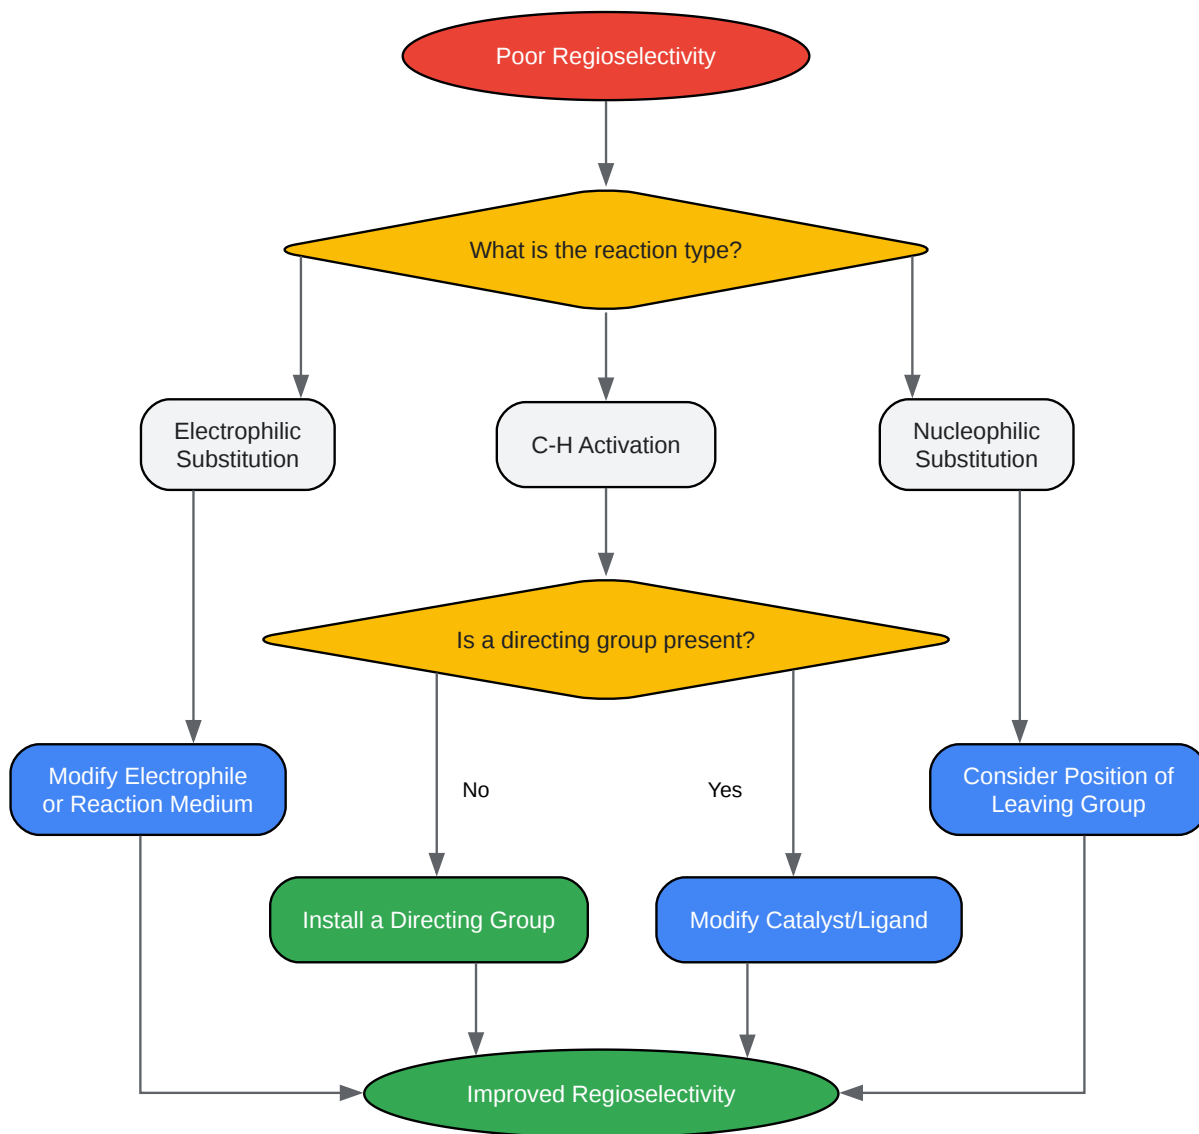 Poor Regioselectivity
What is the reaction type?
Electrophilic
Substitution
C-H Activation
Nucleophilic
Substitution
Is a directing group present?
Modify Electrophile
or Reaction Medium
No
Yes
Consider Position of
Leaving Group
Install a Directing Group
Modify Catalyst/Ligand
Improved Regioselectivity